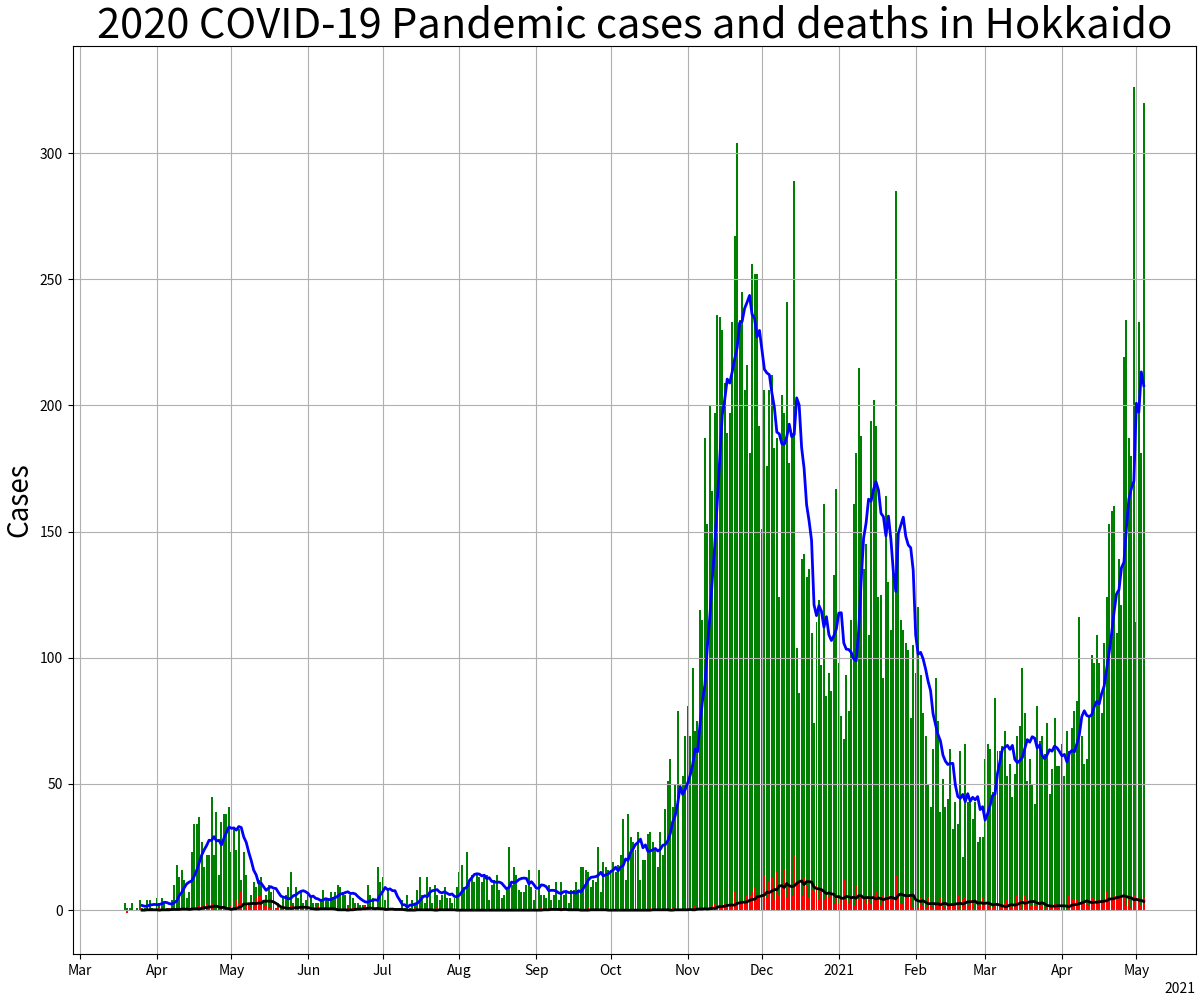 2020 COVID-19 Pandemic cases and deaths in Hokkaido
Cases
300
250
200
150
100
50
0
Mar Apr May Jun Jul Aug Sep Oct Nov Dec 2021 Feb Mar Apr May
2021